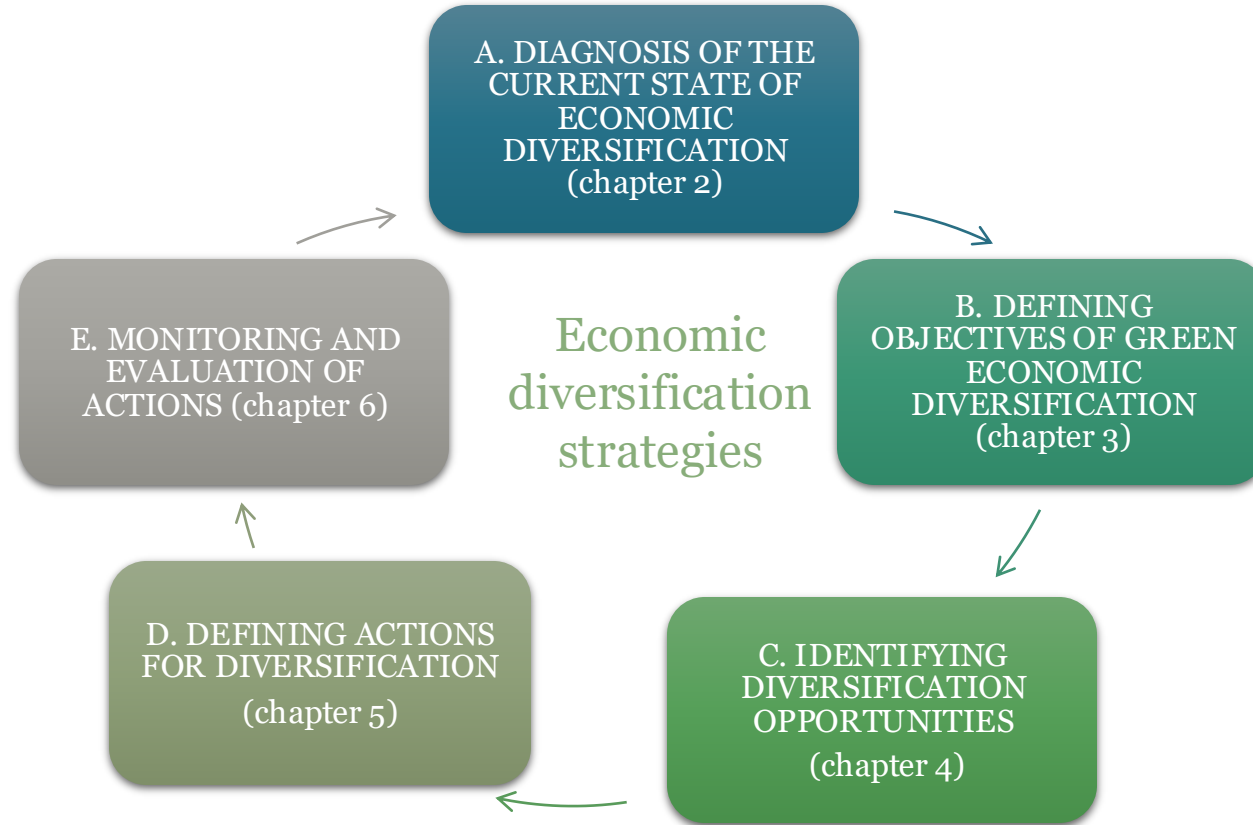 A. DIAGNOSIS OF THE
CURRENT STATE OF
ECONOMIC
DIVERSIFICATION
(chapter 2)
B. DEFINING
OBJECTIVES OF GREEN
ECONOMIC
DIVERSIFICATION
(chapter 3)
C. IDENTIFYING
DIVERSIFICATION
OPPORTUNITIES
(chapter 4)
D. DEFINING ACTIONS
FOR DIVERSIFICATION
(chapter 5)
E. MONITORING AND
EVALUATION OF
ACTIONS (chapter 6)
Economic
diversification
strategies